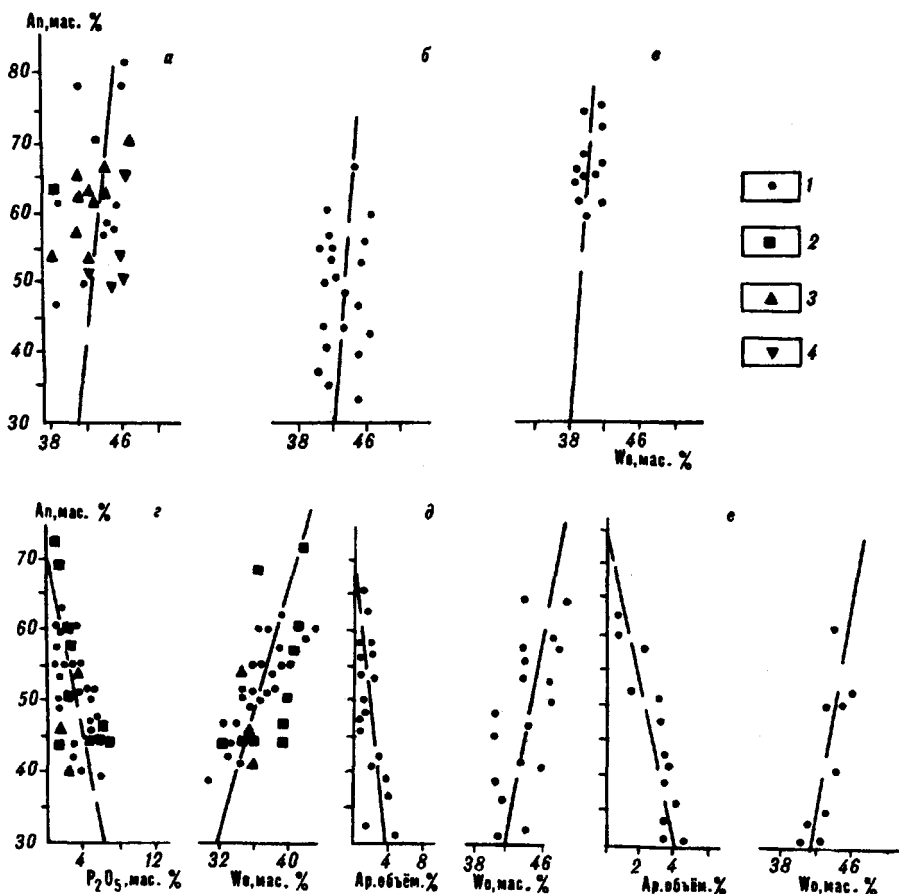 An, мас. %
а
б
в
80
70
60
50
40
30
1
2
3
4
38 46
38 46
38 46
Wo, мас. %
An, мас. %
г
д
е
70
60
50
40
30
4 12
32 40
4 8
38 46
4
38 46
P₂O₅, мас. %
Wo, мас. %
Ap. объём. %
Wo, мас. %
Ap. объём. %
Wo, мас. %